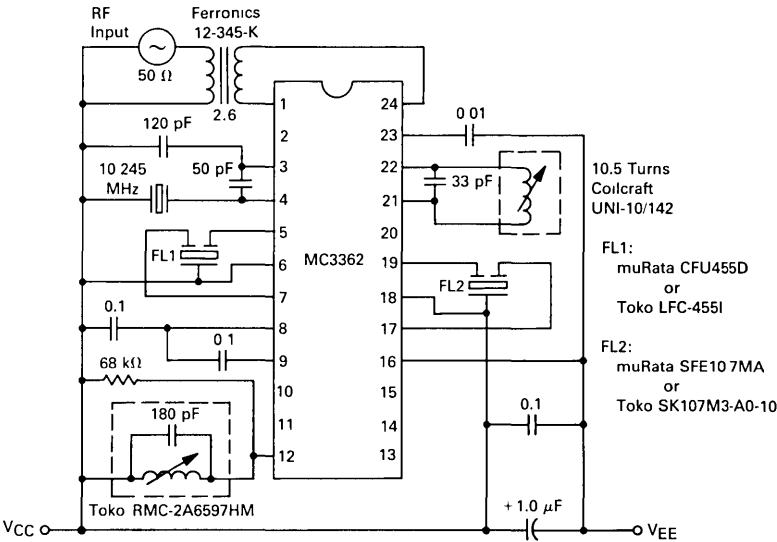 RF
Input
Ferronics
12-345-K
50 Ω
2.6
120 pF
10 245
MHz
50 pF
FL1
0.1
0 1
68 kΩ
180 pF
Toko RMC-2A6597HM
VCC
1
2
3
4
5
6
7
8
9
10
11
12
MC3362
24
23
22
21
20
19
18
17
16
15
14
13
0 01
33 pF
10.5 Turns
Coilcraft
UNI-10/142
FL2
FL1:
muRata CFU455D
or
Toko LFC-455I
FL2:
muRata SFE10 7MA
or
Toko SK107M3-A0-10
0.1
+ 1.0 μF
VEE